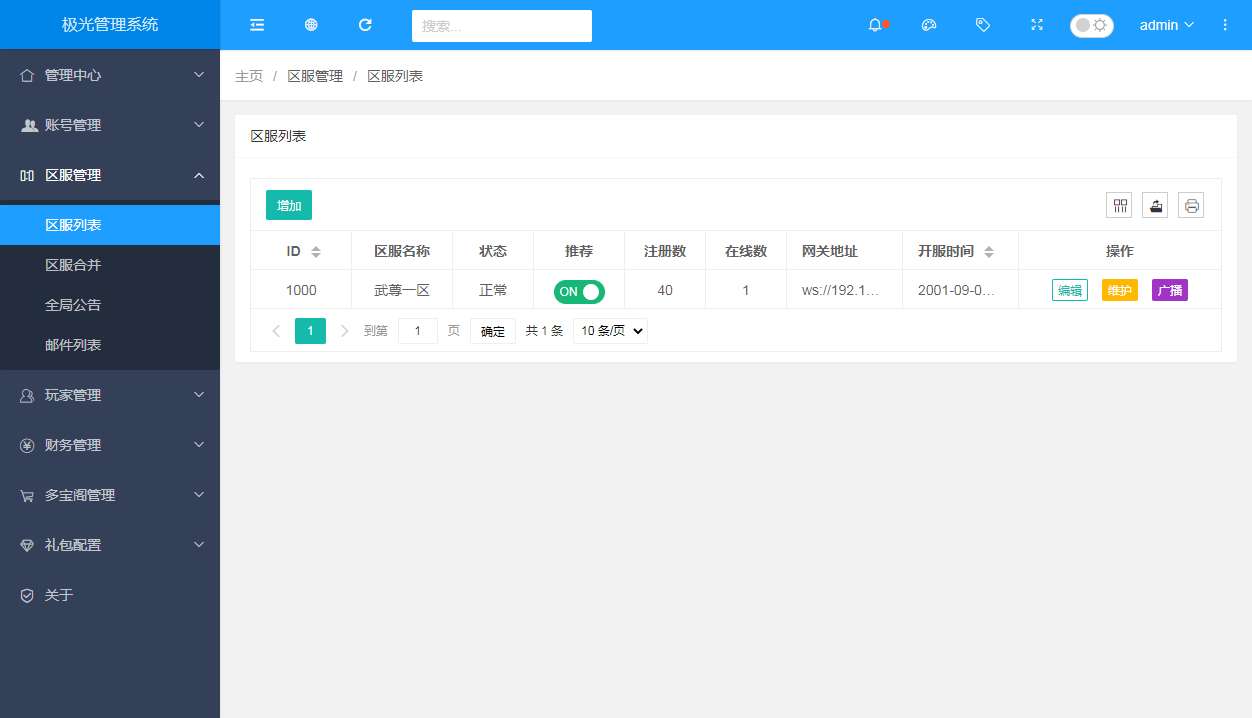 极光管理系统
搜索...
admin
管理中心
账号管理
区服管理
区服列表
区服合并
全局公告
邮件列表
玩家管理
财务管理
多宝阁管理
礼包配置
关于
主页 / 区服管理 / 区服列表
区服列表
增加
ID 区服名称 状态 推荐 注册数 在线数 网关地址 开服时间 操作
1000 武尊一区 正常 ON 40 1 ws://192.1... 2001-09-0... 编辑 维护 广播
1 到第 1 页 确定 共 1 条 10 条/页